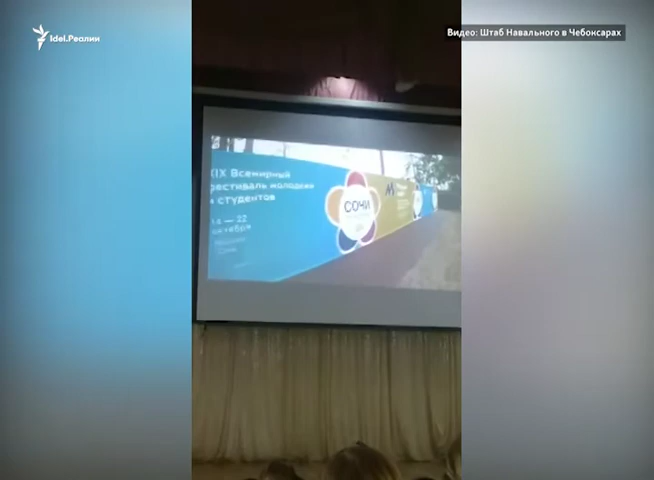 Idel.Реалии
Видео: Штаб Навального в Чебоксарах
XIX Всемирный
фестиваль молодежи
и студентов
14 — 22
октября
СОЧИ